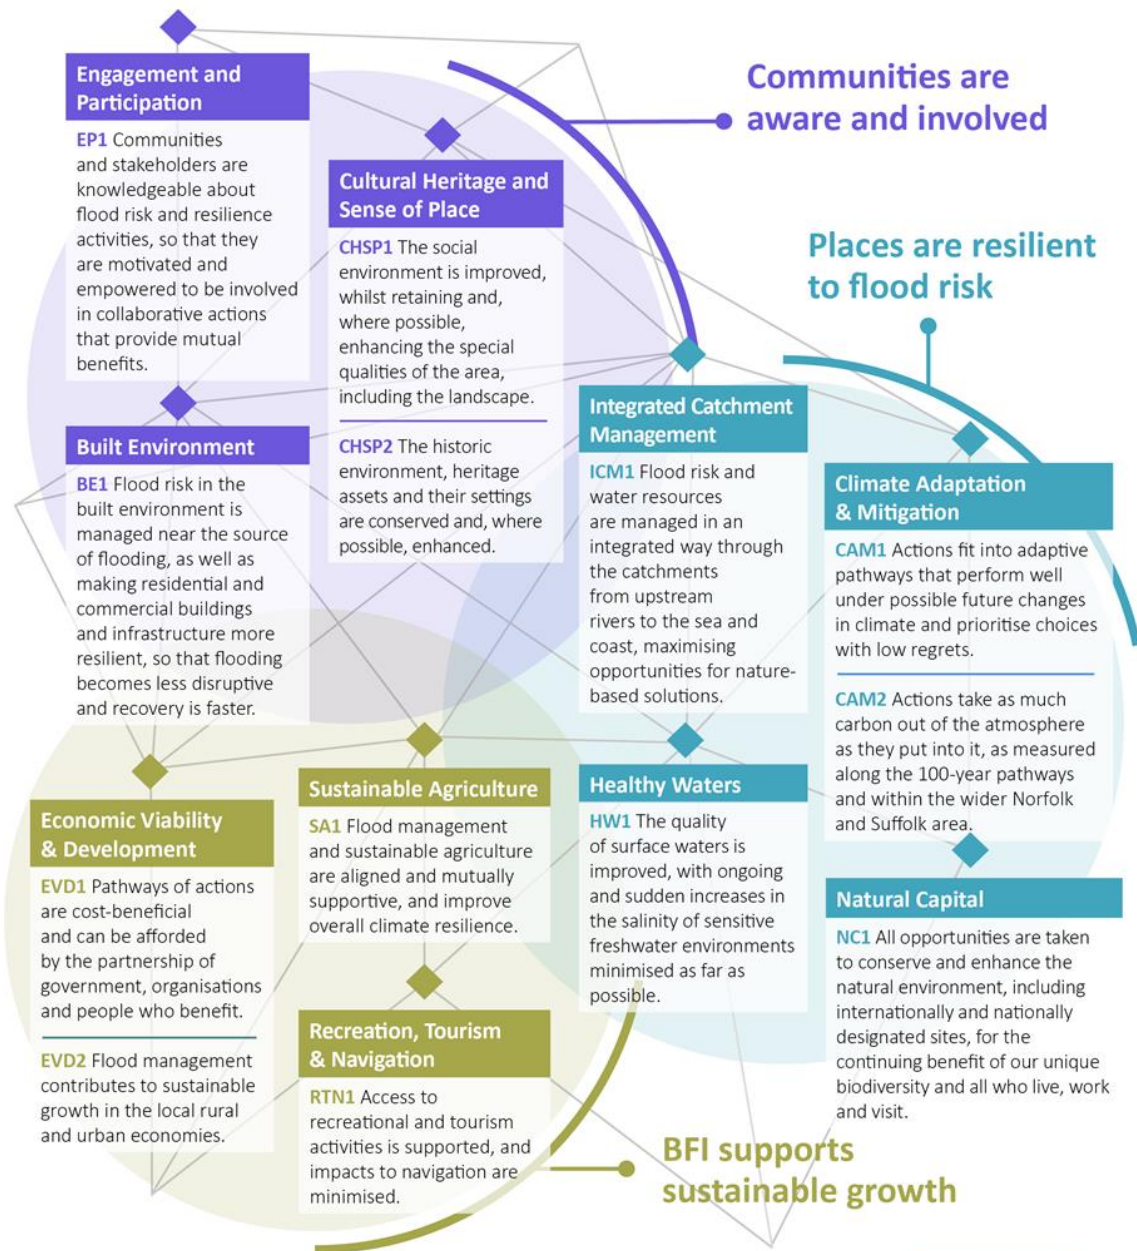 Communities are
aware and involved
Engagement and
Participation
EP1 Communities
and stakeholders are
knowledgeable about
flood risk and resilience
activities, so that they
are motivated and
empowered to be involved
in collaborative actions
that provide mutual
benefits.
Cultural Heritage and
Sense of Place
CHSP1 The social
environment is improved,
whilst retaining and,
where possible,
enhancing the special
qualities of the area,
including the landscape.
CHSP2 The historic
environment, heritage
assets and their settings
are conserved and, where
possible, enhanced.
Built Environment
BE1 Flood risk in the
built environment is
managed near the source
of flooding, as well as
making residential and
commercial buildings
and infrastructure more
resilient, so that flooding
becomes less disruptive
and recovery is faster.
Places are resilient
to flood risk
Integrated Catchment
Management
ICM1 Flood risk and
water resources
are managed in an
integrated way through
the catchments
from upstream
rivers to the sea and
coast, maximising
opportunities for nature-
based solutions.
Climate Adaptation
& Mitigation
CAM1 Actions fit into adaptive
pathways that perform well
under possible future changes
in climate and prioritise choices
with low regrets.
CAM2 Actions take as much
carbon out of the atmosphere
as they put into it, as measured
along the 100-year pathways
and within the wider Norfolk
and Suffolk area.
Healthy Waters
HW1 The quality
of surface waters is
improved, with ongoing
and sudden increases in
the salinity of sensitive
freshwater environments
minimised as far as
possible.
Natural Capital
NC1 All opportunities are taken
to conserve and enhance the
natural environment, including
internationally and nationally
designated sites, for the
continuing benefit of our unique
biodiversity and all who live, work
and visit.
Economic Viability
& Development
EVD1 Pathways of actions
are cost-beneficial
and can be afforded
by the partnership of
government, organisations
and people who benefit.
EVD2 Flood management
contributes to sustainable
growth in the local rural
and urban economies.
Sustainable Agriculture
SA1 Flood management
and sustainable agriculture
are aligned and mutually
supportive, and improve
overall climate resilience.
Recreation, Tourism
& Navigation
RTN1 Access to
recreational and tourism
activities is supported, and
impacts to navigation are
minimised.
BFI supports
sustainable growth